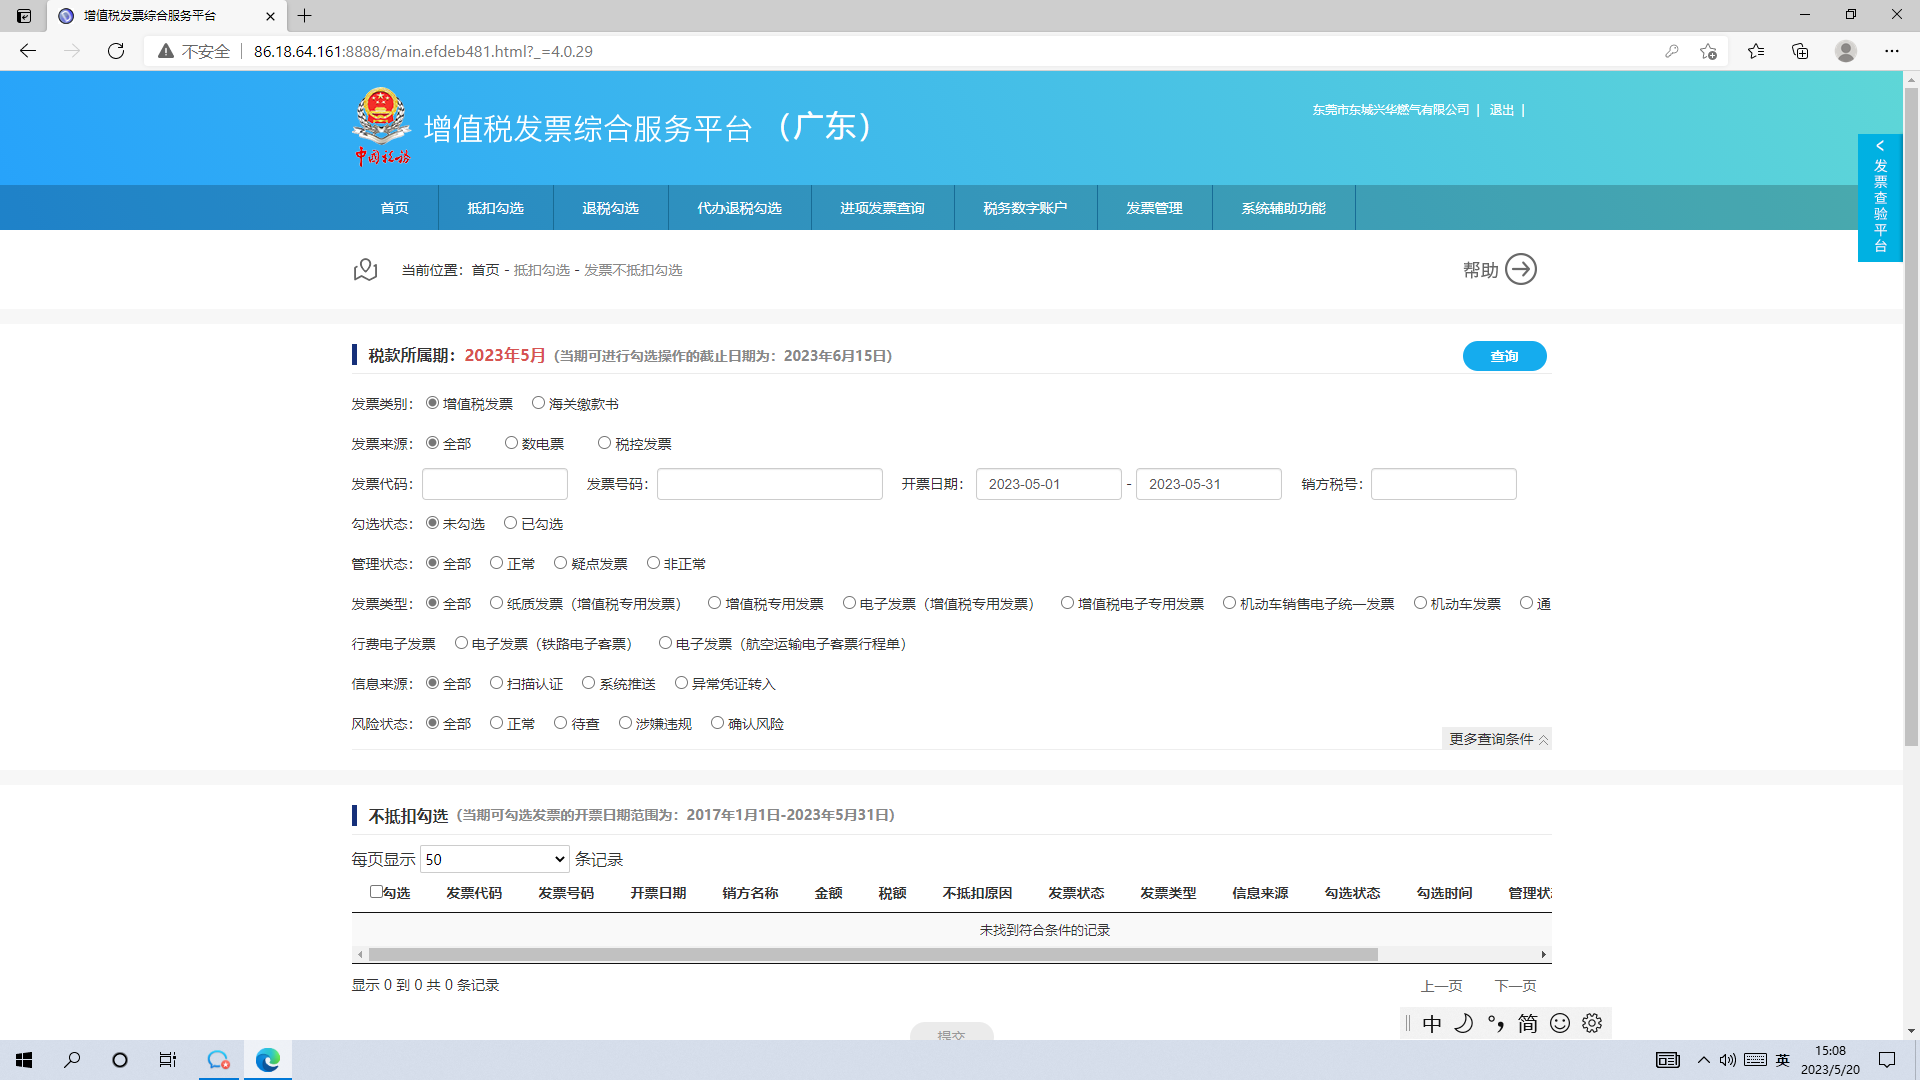 增值税发票综合服务平台
不安全 86.18.64.161:8888/main.efdeb481.html?_=4.0.29
中国税务
增值税发票综合服务平台 （广东）
东莞市东城兴华燃气有限公司 | 退出 |
发票查验平台
首页 抵扣勾选 退税勾选 代办退税勾选 进项发票查询 税务数字账户 发票管理 系统辅助功能
当前位置：首页 - 抵扣勾选 - 发票不抵扣勾选 帮助
税款所属期：2023年5月（当期可进行勾选操作的截止日期为：2023年6月15日） 查询
发票类别： 增值税发票 海关缴款书
发票来源： 全部 数电票 税控发票
发票代码： 发票号码： 开票日期： 2023-05-01 - 2023-05-31 销方税号：
勾选状态： 未勾选 已勾选
管理状态： 全部 正常 疑点发票 非正常
发票类型： 全部 纸质发票（增值税专用发票） 增值税专用发票 电子发票（增值税专用发票） 增值税电子专用发票 机动车销售电子统一发票 机动车发票 通
行费电子发票 电子发票（铁路电子客票） 电子发票（航空运输电子客票行程单）
信息来源： 全部 扫描认证 系统推送 异常凭证转入
风险状态： 全部 正常 待查 涉嫌违规 确认风险
更多查询条件
不抵扣勾选（当期可勾选发票的开票日期范围为：2017年1月1日-2023年5月31日）
每页显示 50 条记录
勾选 发票代码 发票号码 开票日期 销方名称 金额 税额 不抵扣原因 发票状态 发票类型 信息来源 勾选状态 勾选时间 管理状
未找到符合条件的记录
显示 0 到 0 共 0 条记录 上一页 下一页
提交
中 简
英
15:08
2023/5/20